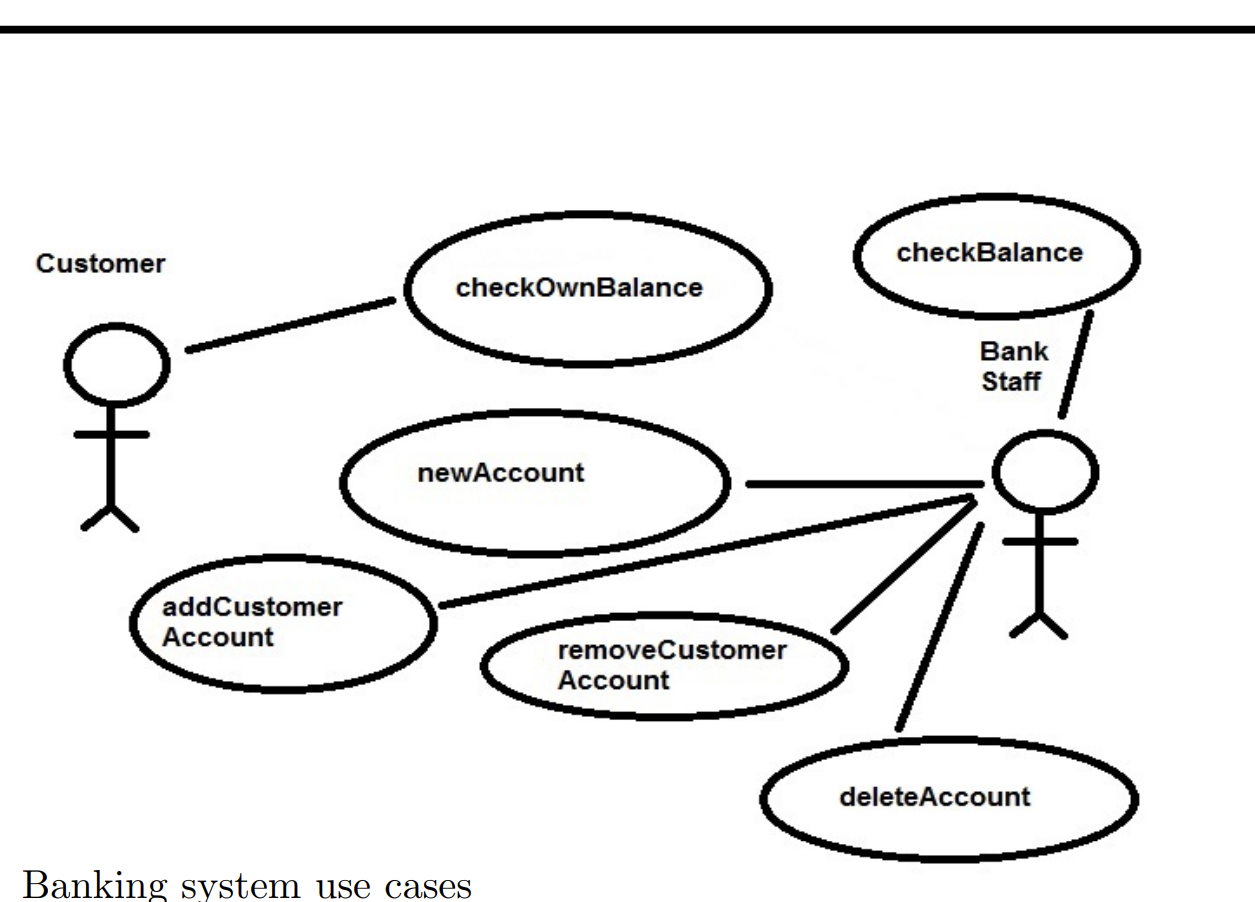 Customer
checkOwnBalance
checkBalance
Bank
Staff
newAccount
addCustomer
Account
removeCustomer
Account
deleteAccount
Banking system use cases